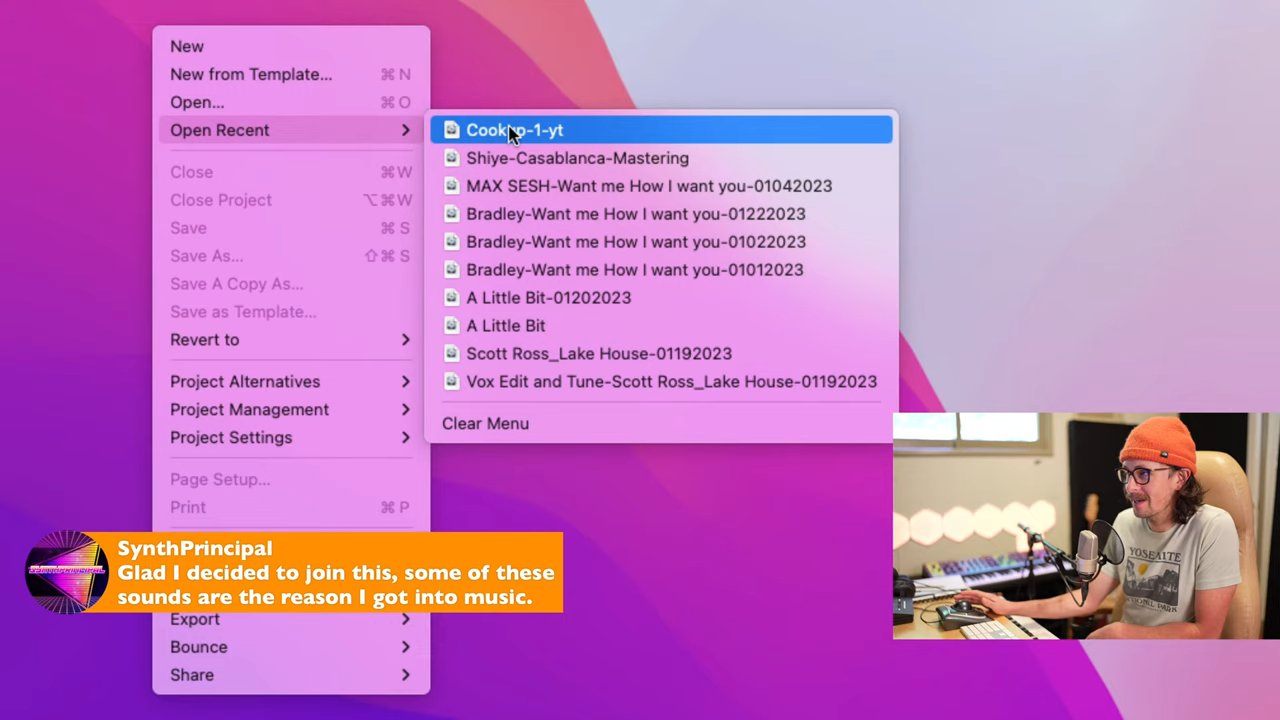 New
New from Template... ⌘ N
Open... ⌘ O
Open Recent
Close ⌘W
Close Project ⌥⌘W
Save ⌘ S
Save As... ⇧⌘ S
Save A Copy As...
Save as Template...
Revert to
Project Alternatives
Project Management
Project Settings
Page Setup...
Print ⌘ P
Export
Bounce
Share
Shiye-Casablanca-Mastering
MAX SESH-Want me How I want you-01042023
Bradley-Want me How I want you-01222023
Bradley-Want me How I want you-01022023
Bradley-Want me How I want you-01012023
A Little Bit-01202023
A Little Bit
Scott Ross_Lake House-01192023
Vox Edit and Tune-Scott Ross_Lake House-01192023
Clear Menu
SynthPrincipal
Glad I decided to join this, some of these
sounds are the reason I got into music.
YOSEMITE